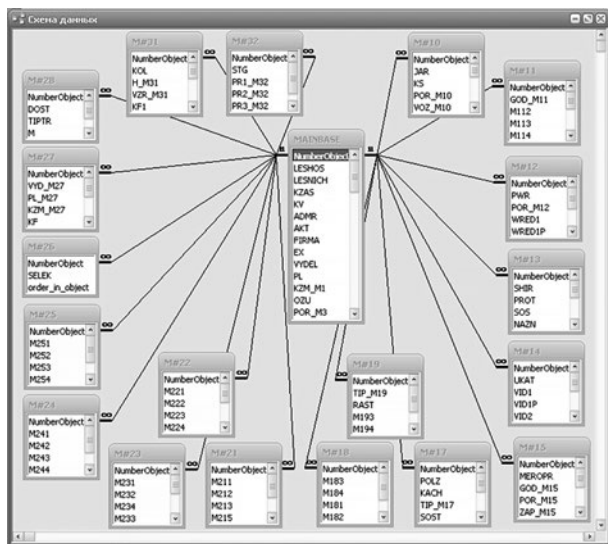 Схема данных
M#31
NumberObject
KOL
H_M31
VZR_M31
KF1
M#32
NumberObject
STG
PR1_M32
PR2_M32
PR3_M32
M#10
NumberObject
JAR
KS
POR_M10
VOZ_M10
M#28
NumberObject
DOST
TIPTR
M
M#11
NumberObject
GOD_M11
M112
M113
M114
MAINBASE
NumberObject
LESHOS
LESNICH
KZAS
KV
ADMR
AKT
FIRMA
EX
VYDEL
PL
KZM_M1
OZU
POR_M3
M#27
NumberObject
VYD_M27
PL_M27
KZM_M27
KF
M#12
NumberObject
PWR
POR_M12
WRED1
WRED1P
M#26
NumberObject
SELEK
order_in_object
M#13
NumberObject
SHIR
PROT
SOS
NAZN
M#25
NumberObject
M251
M252
M253
M254
M#14
NumberObject
UKAT
VID1
VID1P
VID2
M#22
NumberObject
M221
M222
M223
M224
M#19
NumberObject
TIP_M19
RAST
M193
M194
M#24
NumberObject
M241
M242
M243
M244
M#23
NumberObject
M231
M232
M234
M233
M#21
NumberObject
M211
M212
M213
M215
M#18
NumberObject
M183
M184
M181
M182
M#17
NumberObject
POLZ
KACH
TIP_M17
SOST
M#15
NumberObject
MEROPR
GOD_M15
POR_M15
ZAP_M15